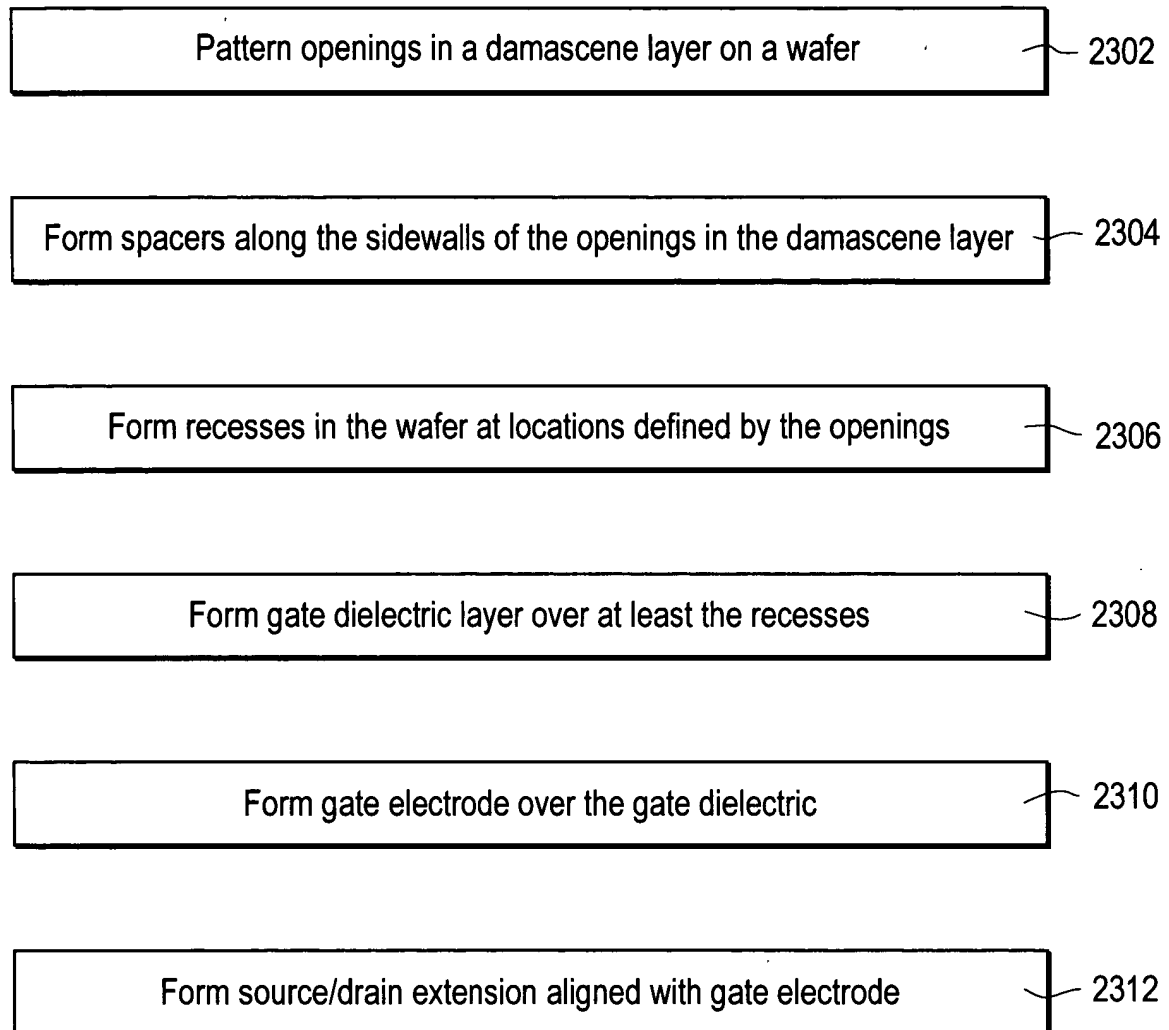 Pattern openings in a damascene layer on a wafer 2302
Form spacers along the sidewalls of the openings in the damascene layer 2304
Form recesses in the wafer at locations defined by the openings 2306
Form gate dielectric layer over at least the recesses 2308
Form gate electrode over the gate dielectric 2310
Form source/drain extension aligned with gate electrode 2312